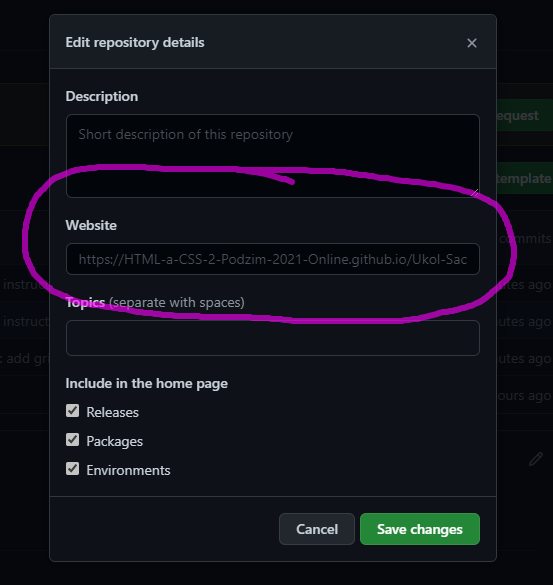 Edit repository details
Description
Short description of this repository
equest
template
Website
commits
https://HTML-a-CSS-2-Podzim-2021-Online.github.io/Ukol-Sac
instruct
utes ago
Topics (separate with spaces)
instruct
utes ago
: add gri
utes ago
Include in the home page
ours ago
Releases
Packages
Environments
Cancel
Save changes